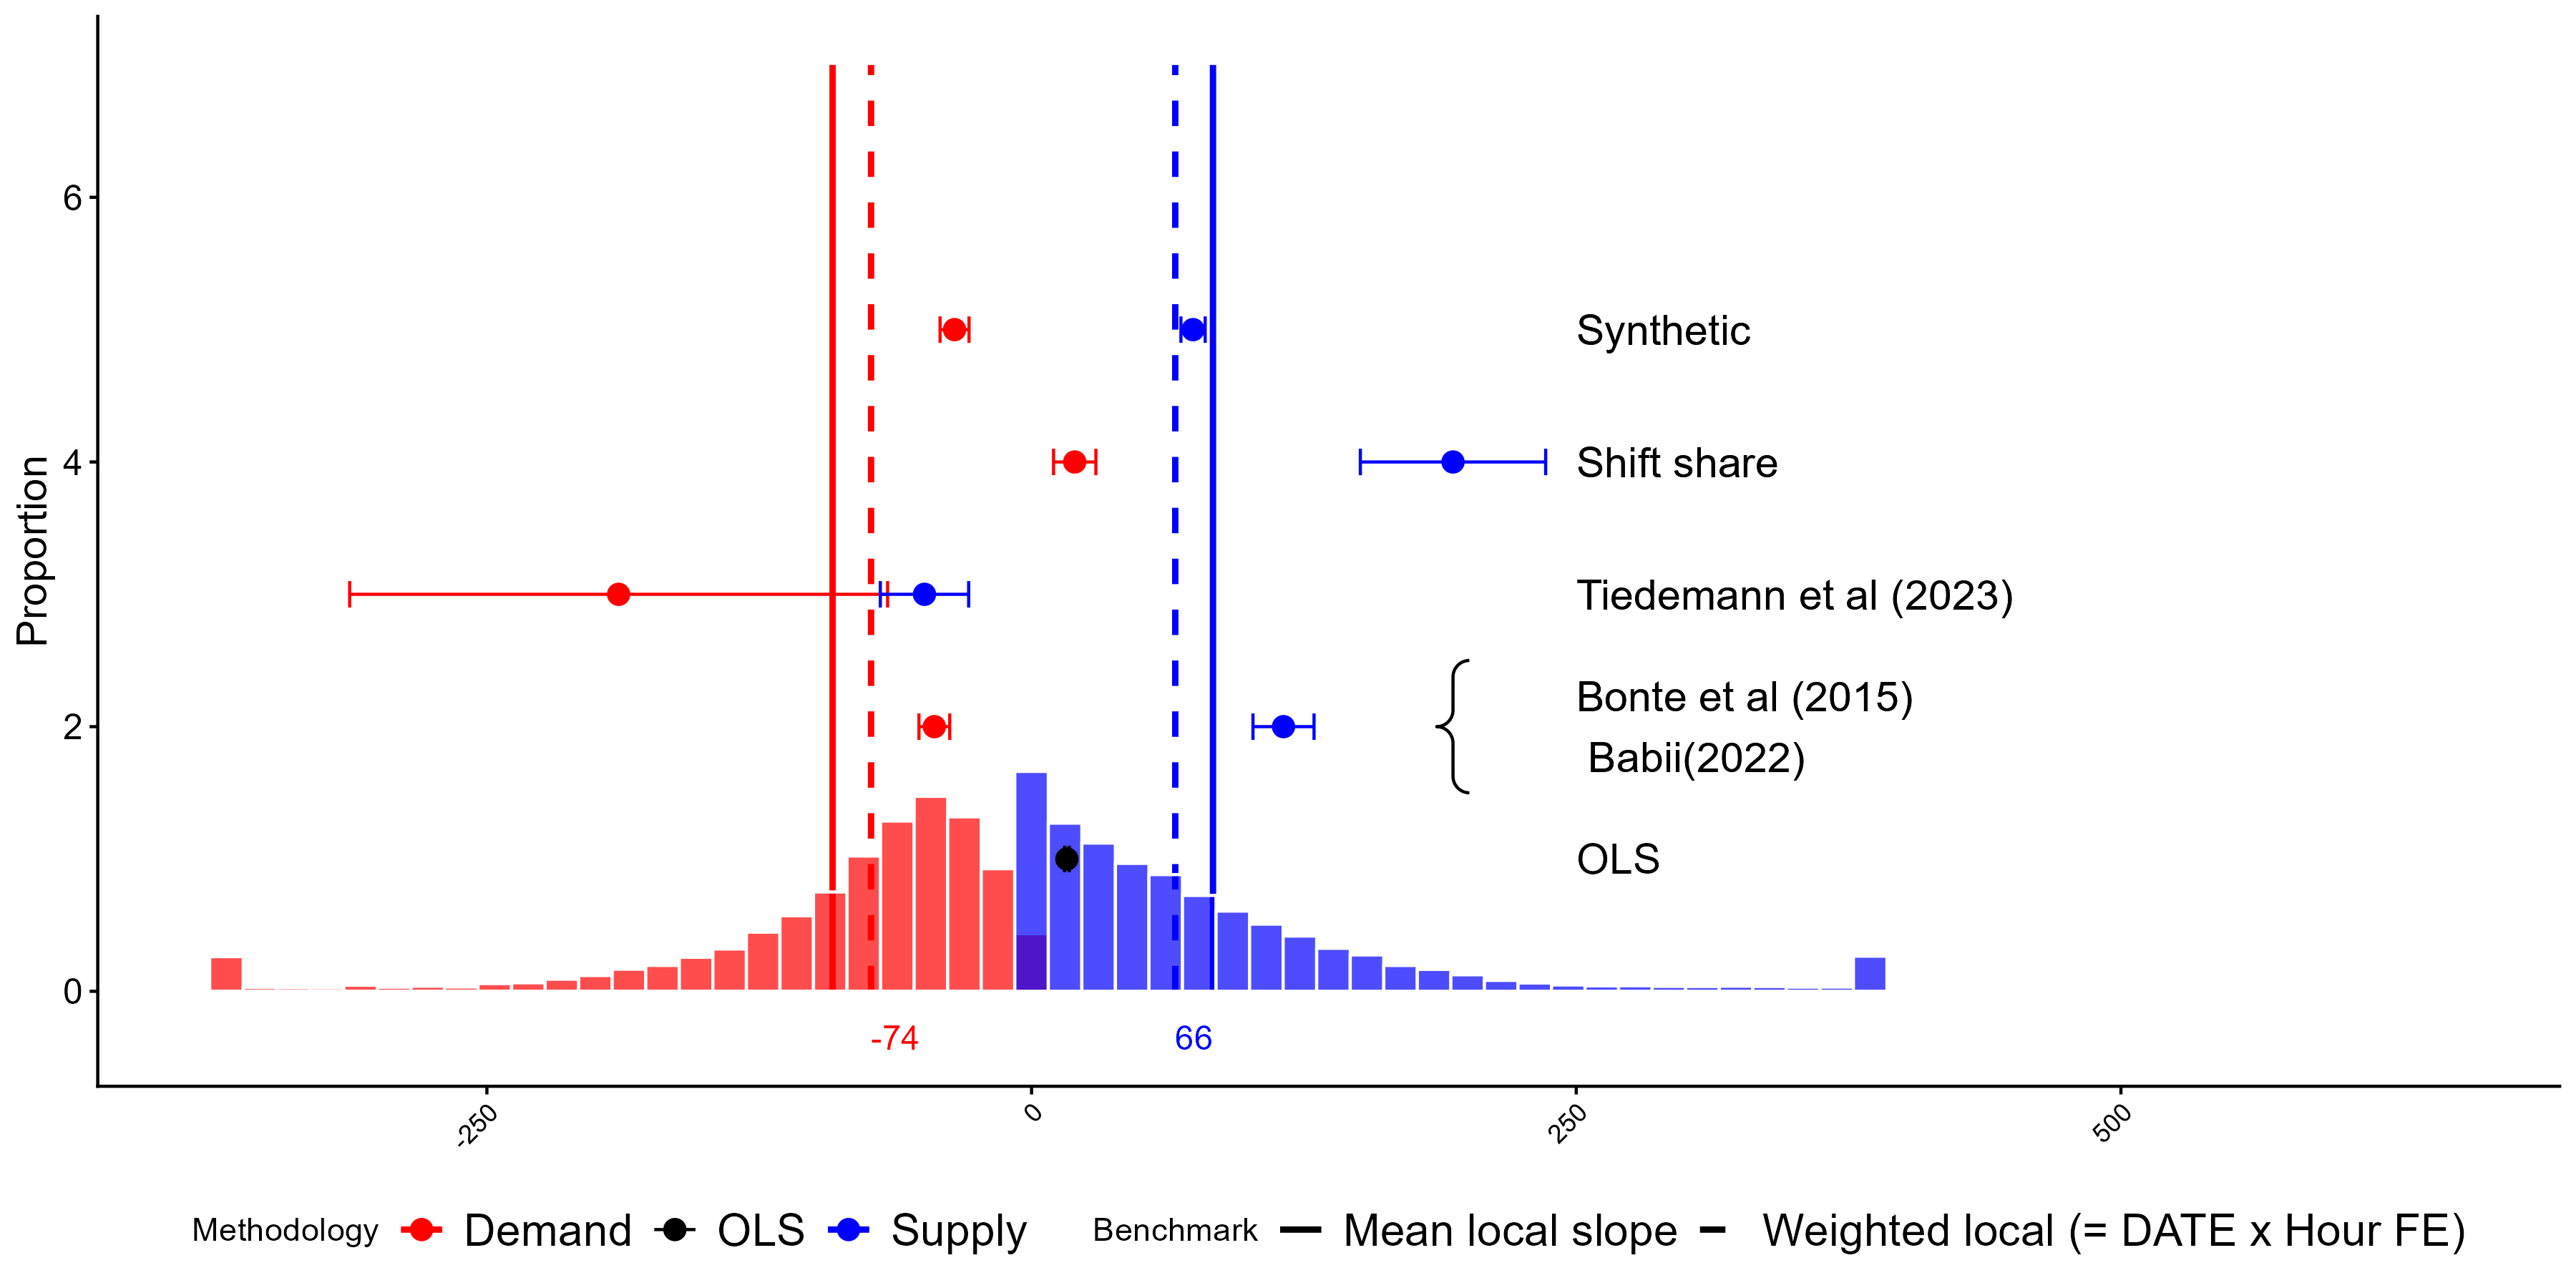 Proportion
6
4
2
0
Synthetic
Shift share
Tiedemann et al (2023)
Bonte et al (2015)
Babii(2022)
OLS
-74
66
-250
0
250
500
Methodology Demand OLS Supply Benchmark Mean local slope Weighted local (= DATE x Hour FE)